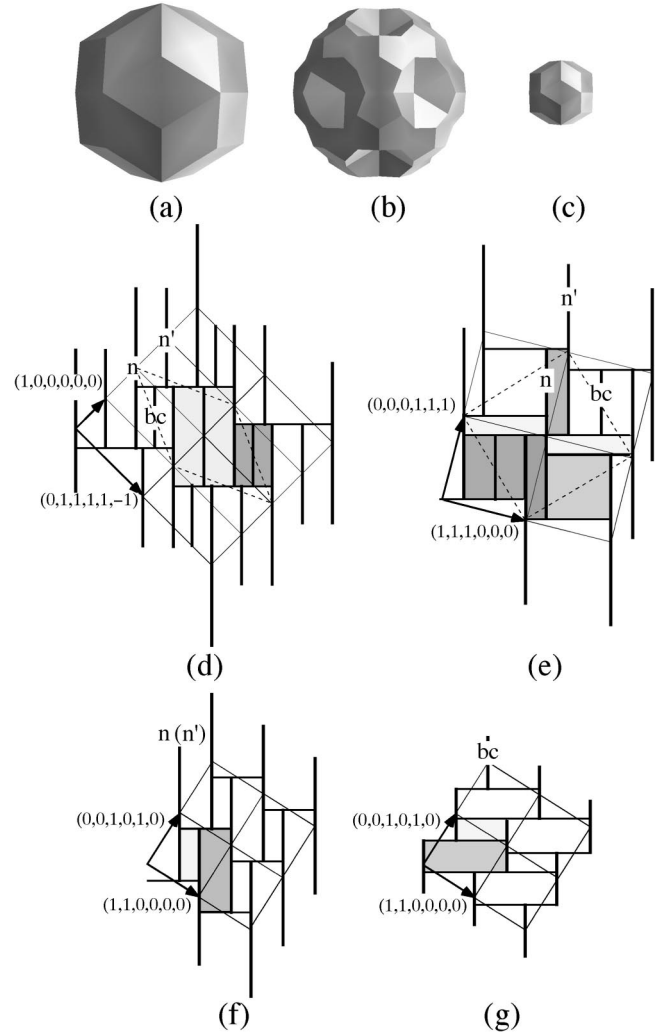 (a)
(b)
(c)
n'
n
(1,0,0,0,0,0)
bc
(0,1,1,1,1,-1)
(d)
n'
n
bc
(0,0,0,1,1,1)
(1,1,1,0,0,0)
(e)
n (n')
(0,0,1,0,1,0)
(1,1,0,0,0,0)
(f)
bc
(0,0,1,0,1,0)
(1,1,0,0,0,0)
(g)